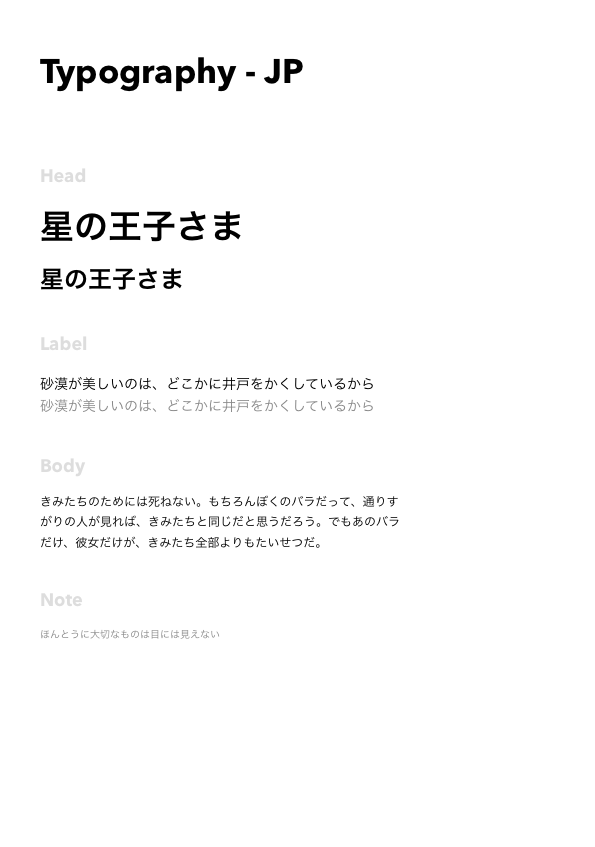 Typography - JP
Head
星の王子さま
星の王子さま
Label
砂漠が美しいのは、どこかに井戸をかくしているから
砂漠が美しいのは、どこかに井戸をかくしているから
Body
きみたちのためには死ねない。もちろんぼくのバラだって、通りす
がりの人が見れば、きみたちと同じだと思うだろう。でもあのバラ
だけ、彼女だけが、きみたち全部よりもたいせつだ。
Note
ほんとうに大切なものは目には見えない